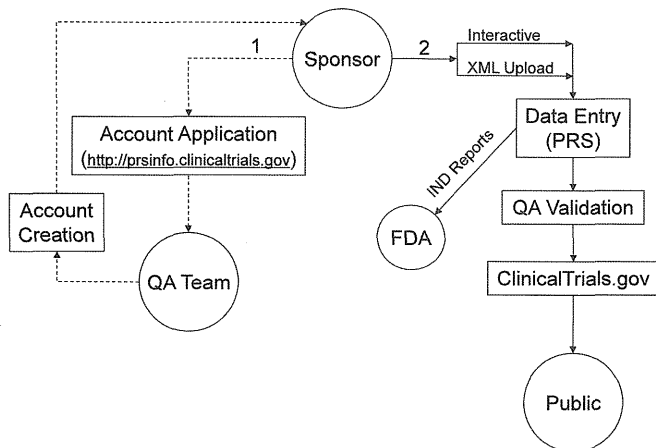 Sponsor
1
2
Interactive
XML Upload
Account Application
(http://prsinfo.clinicaltrials.gov)
Data Entry
(PRS)
IND Reports
Account
Creation
QA Team
FDA
QA Validation
ClinicalTrials.gov
Public